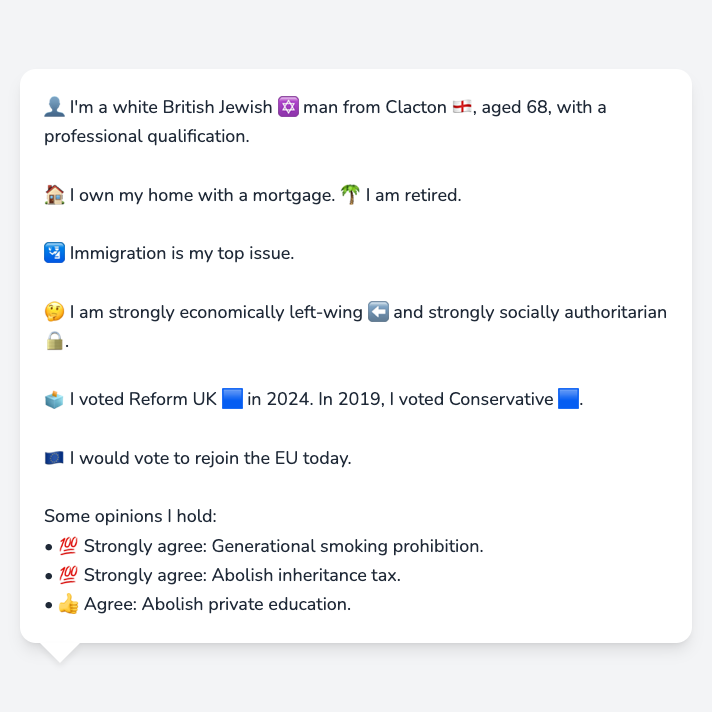 👤 I'm a white British Jewish ✡️ man from Clacton 🏴󠁧󠁢󠁥󠁮󠁧󠁿, aged 68, with a
professional qualification.
🏠 I own my home with a mortgage. 🌴 I am retired.
🛂 Immigration is my top issue.
🤔 I am strongly economically left-wing ⬅️ and strongly socially authoritarian
🔒.
🗳️ I voted Reform UK 🟦 in 2024. In 2019, I voted Conservative 🟦.
🇪🇺 I would vote to rejoin the EU today.
Some opinions I hold:
• 💯 Strongly agree: Generational smoking prohibition.
• 💯 Strongly agree: Abolish inheritance tax.
• 👍 Agree: Abolish private education.